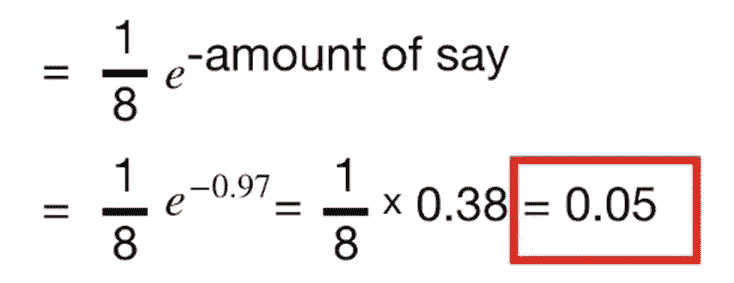 = 1/8 e^-amount of say
= 1/8 e^−0.97 = 1/8 x 0.38 = 0.05